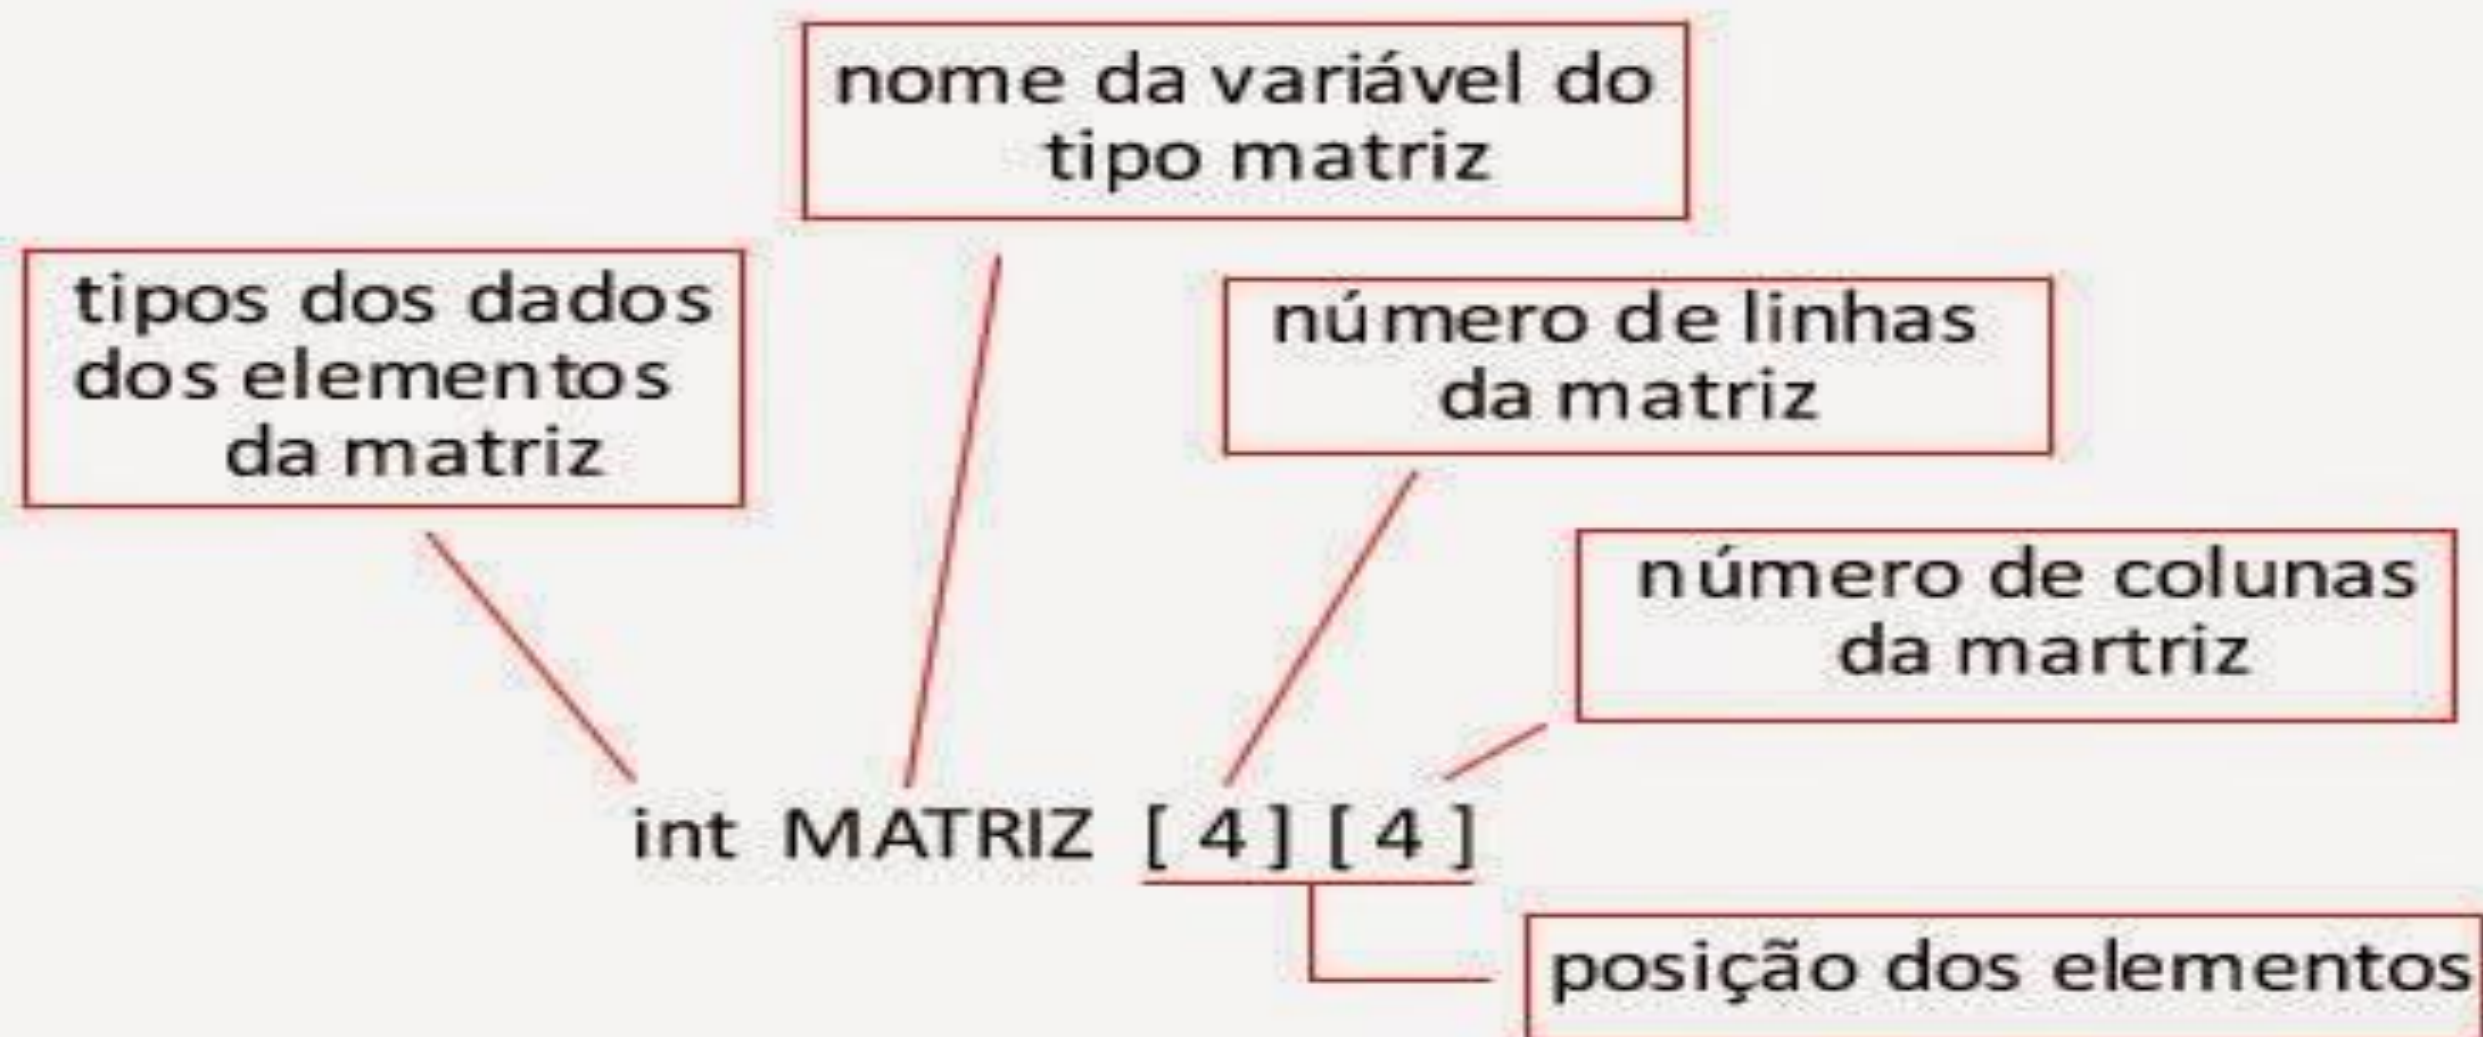 nome da variável do
tipo matriz
tipos dos dados
dos elementos
da matriz
número de linhas
da matriz
número de colunas
da martriz
int MATRIZ [ 4 ] [ 4 ]
posição dos elementos